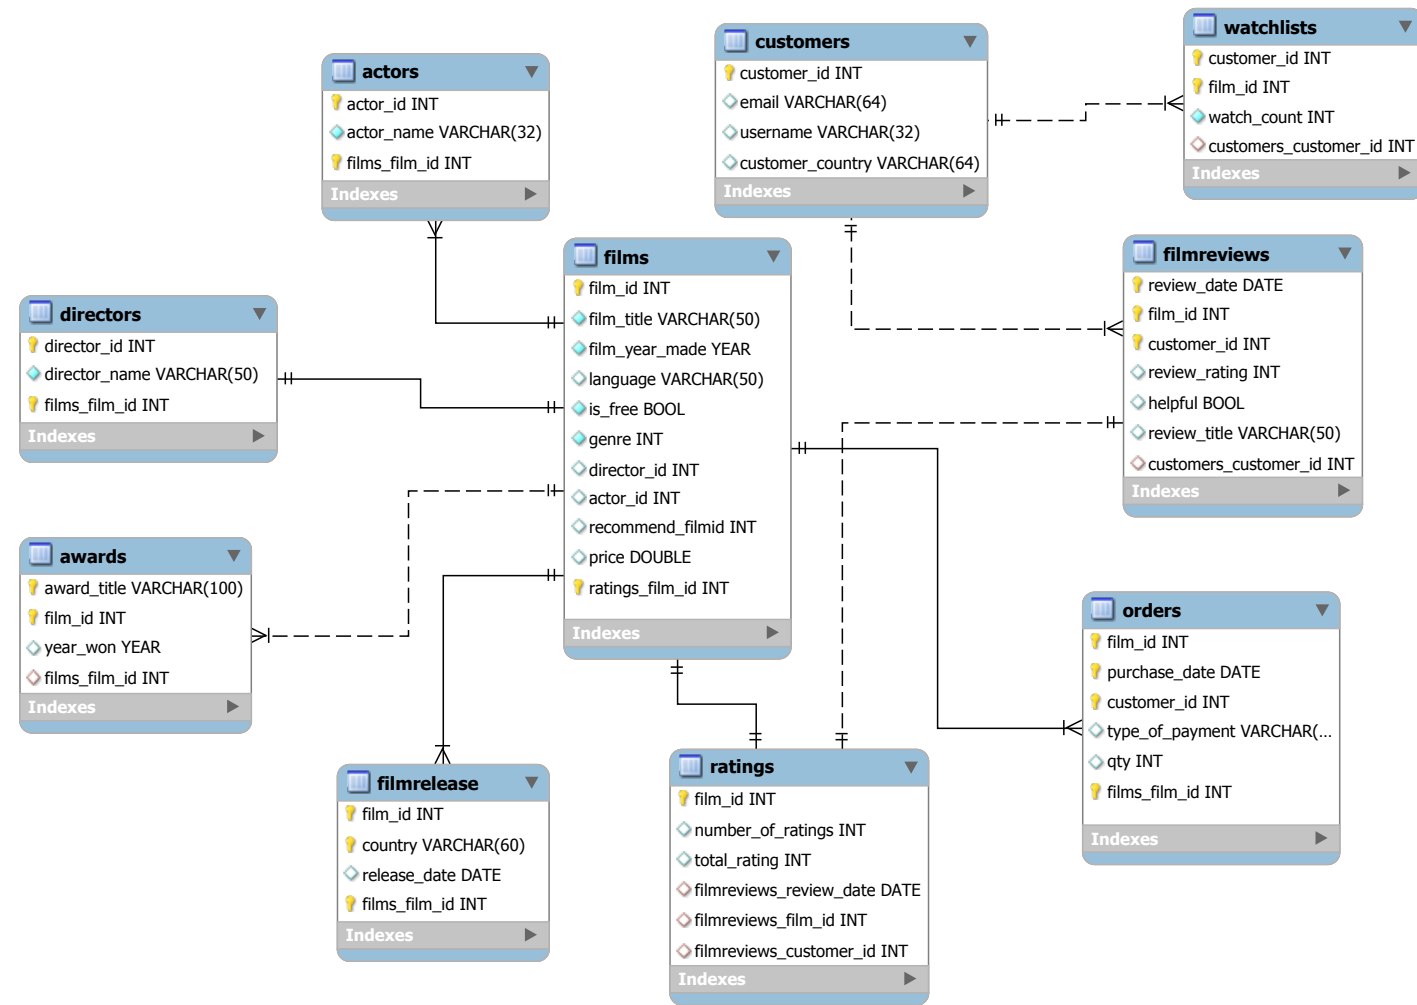 actors
actor_id INT
actor_name VARCHAR(32)
films_film_id INT
Indexes
customers
customer_id INT
email VARCHAR(64)
username VARCHAR(32)
customer_country VARCHAR(64)
Indexes
watchlists
customer_id INT
film_id INT
watch_count INT
customers_customer_id INT
Indexes
directors
director_id INT
director_name VARCHAR(50)
films_film_id INT
Indexes
films
film_id INT
film_title VARCHAR(50)
film_year_made YEAR
language VARCHAR(50)
is_free BOOL
genre INT
director_id INT
actor_id INT
recommend_filmid INT
price DOUBLE
ratings_film_id INT
Indexes
filmreviews
review_date DATE
film_id INT
customer_id INT
review_rating INT
helpful BOOL
review_title VARCHAR(50)
customers_customer_id INT
Indexes
awards
award_title VARCHAR(100)
film_id INT
year_won YEAR
films_film_id INT
Indexes
filmrelease
film_id INT
country VARCHAR(60)
release_date DATE
films_film_id INT
Indexes
ratings
film_id INT
number_of_ratings INT
total_rating INT
filmreviews_review_date DATE
filmreviews_film_id INT
filmreviews_customer_id INT
Indexes
orders
film_id INT
purchase_date DATE
customer_id INT
type_of_payment VARCHAR(...
qty INT
films_film_id INT
Indexes